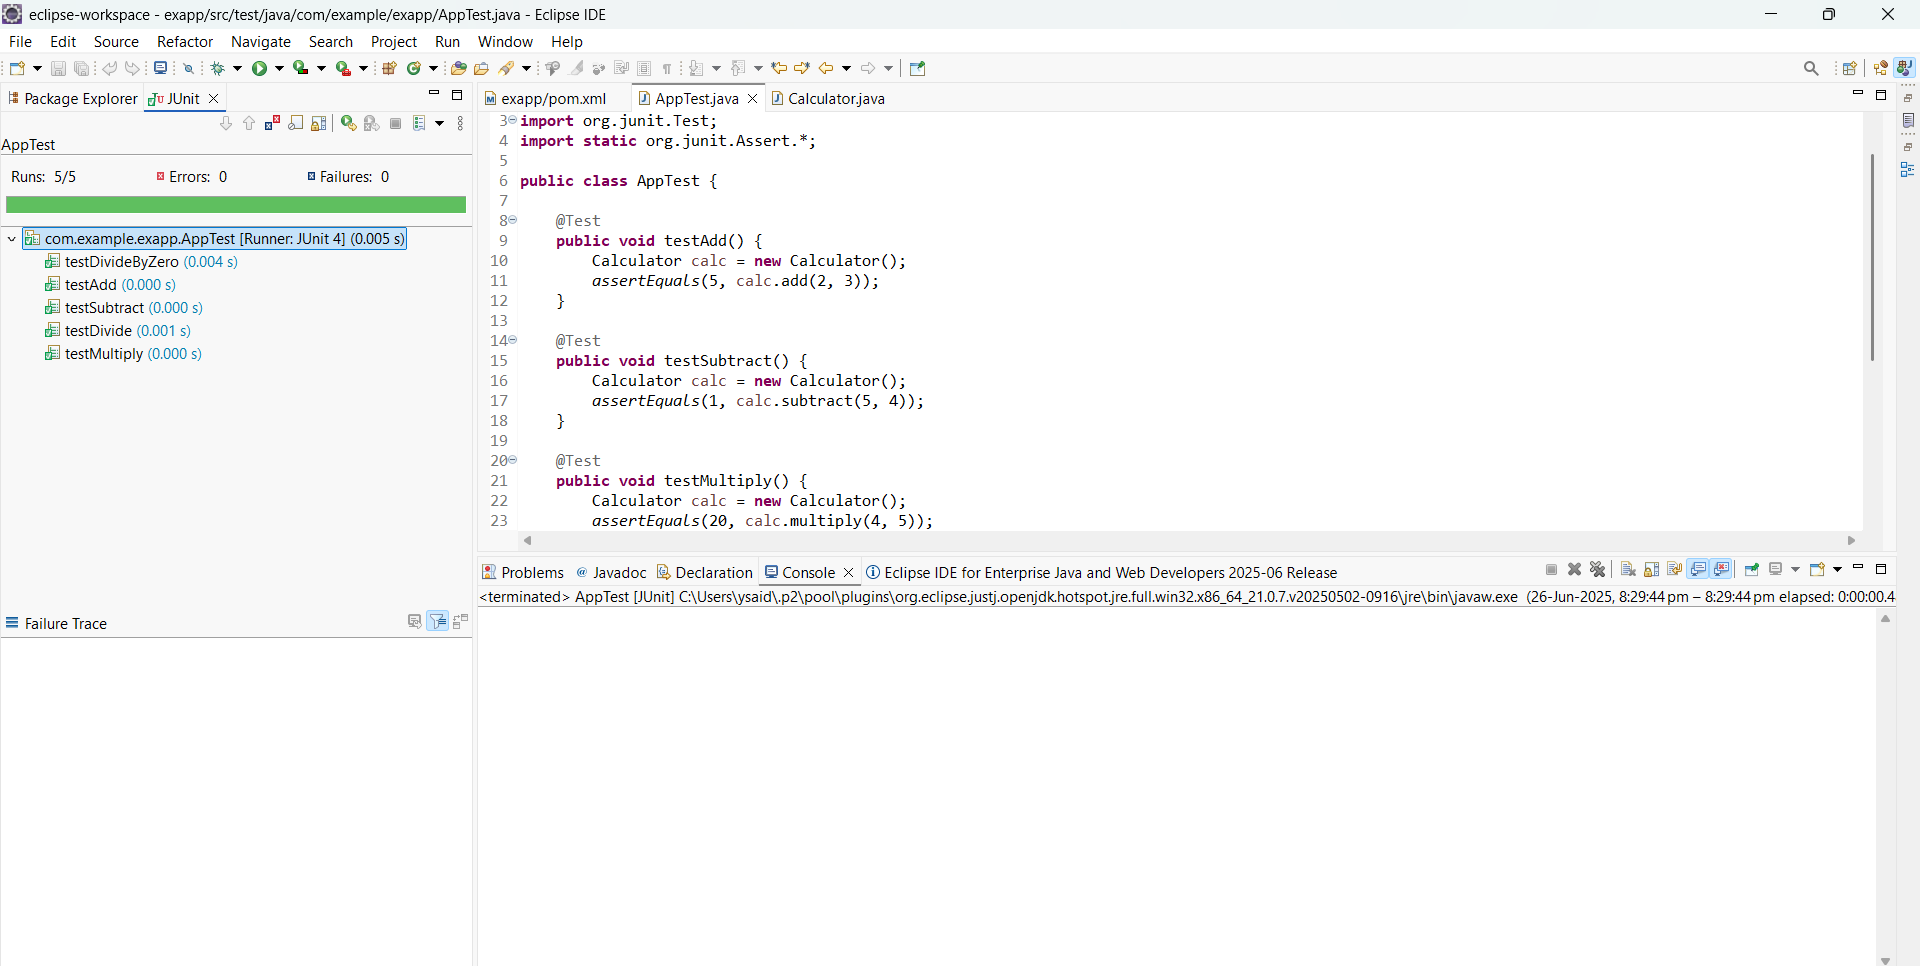 eclipse-workspace - exapp/src/test/java/com/example/exapp/AppTest.java - Eclipse IDE
File Edit Source Refactor Navigate Search Project Run Window Help
Package Explorer JUnit
exapp/pom.xml AppTest.java Calculator.java
AppTest
Runs: 5/5 Errors: 0 Failures: 0
com.example.exapp.AppTest [Runner: JUnit 4] (0.005 s)
testDivideByZero (0.004 s)
testAdd (0.000 s)
testSubtract (0.000 s)
testDivide (0.001 s)
testMultiply (0.000 s)
Failure Trace
3 import org.junit.Test;
4 import static org.junit.Assert.*;
5
6 public class AppTest {
7
8 @Test
9 public void testAdd() {
10 Calculator calc = new Calculator();
11 assertEquals(5, calc.add(2, 3));
12 }
13
14 @Test
15 public void testSubtract() {
16 Calculator calc = new Calculator();
17 assertEquals(1, calc.subtract(5, 4));
18 }
19
20 @Test
21 public void testMultiply() {
22 Calculator calc = new Calculator();
23 assertEquals(20, calc.multiply(4, 5));
Problems Javadoc Declaration Console Eclipse IDE for Enterprise Java and Web Developers 2025-06 Release
<terminated> AppTest [JUnit] C:\Users\ysaid\.p2\pool\plugins\org.eclipse.justj.openjdk.hotspot.jre.full.win32.x86_64_21.0.7.v20250502-0916\jre\bin\javaw.exe (26-Jun-2025, 8:29:44 pm – 8:29:44 pm elapsed: 0:00:00.4